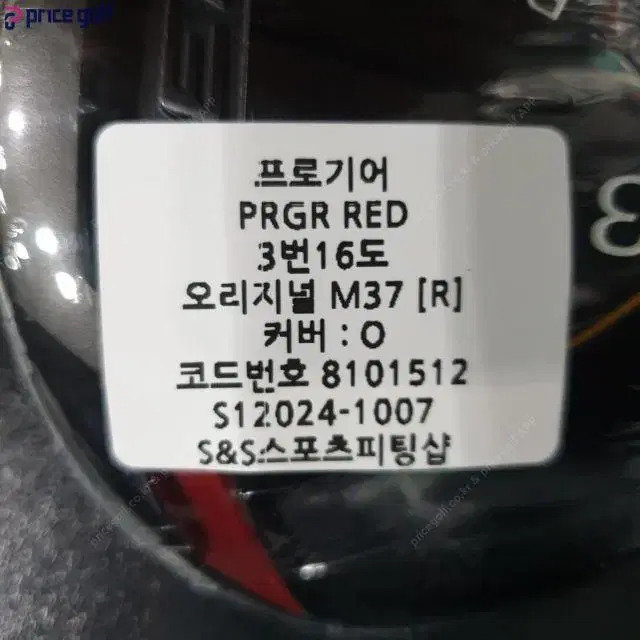 price golf
프로기어
PRGR RED
3번16도
오리지널 M37 [R]
커버 : O
코드번호 8101512
S12024-1007
S&S스포츠피팅샵
3